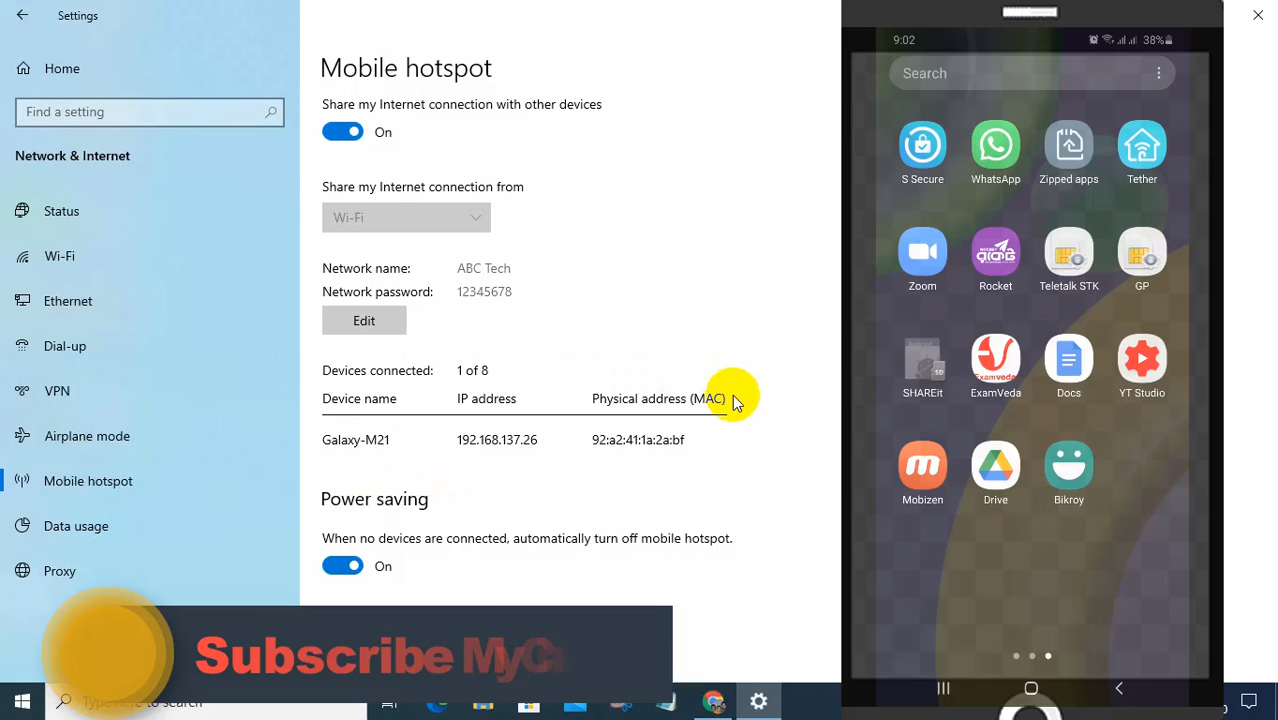 Settings
Home
Find a setting
Network & Internet
Status
Wi-Fi
Ethernet
Dial-up
VPN
Airplane mode
Mobile hotspot
Data usage
Proxy
Mobile hotspot
Share my Internet connection with other devices
On
Share my Internet connection from
Wi-Fi
Network name: ABC Tech
Network password: 12345678
Edit
Devices connected: 1 of 8
Device name IP address Physical address (MAC)
Galaxy-M21 192.168.137.26 92:a2:41:1a:2a:bf
Power saving
When no devices are connected, automatically turn off mobile hotspot.
On
Subscribe
Type here to search
9:02 38%
Search
S Secure WhatsApp Zipped apps Tether
Zoom Rocket Teletalk STK GP
SHAREit ExamVeda Docs YT Studio
Mobizen Drive Bikroy